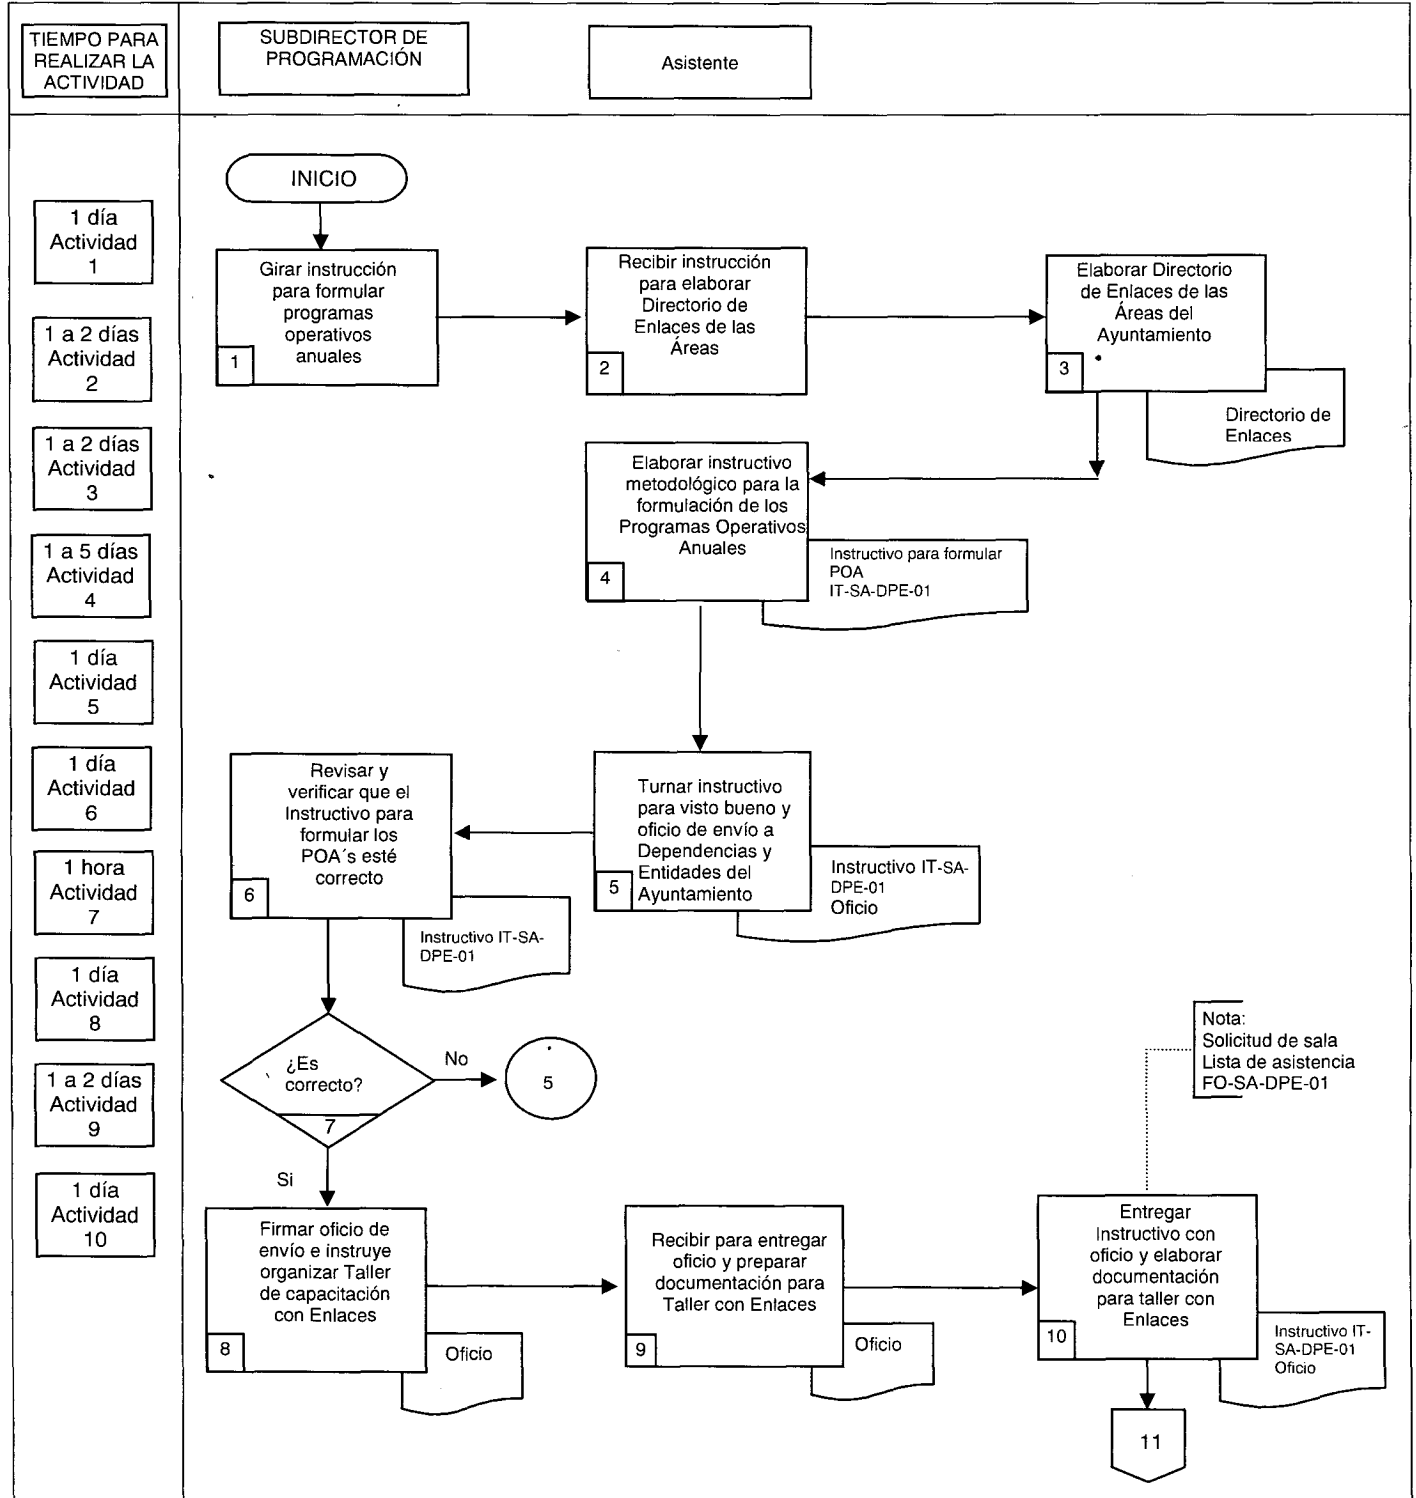 TIEMPO PARA
REALIZAR LA
ACTIVIDAD
SUBDIRECTOR DE
PROGRAMACIÓN
Asistente
1 día
Actividad
1
1 a 2 días
Actividad
2
1 a 2 días
Actividad
3
1 a 5 días
Actividad
4
1 día
Actividad
5
1 día
Actividad
6
1 hora
Actividad
7
1 día
Actividad
8
1 a 2 días
Actividad
9
1 día
Actividad
10
INICIO
Girar instrucción
para formular
programas
operativos
anuales
1
Recibir instrucción
para elaborar
Directorio de
Enlaces de las
Áreas
2
Elaborar Directorio
de Enlaces de las
Áreas del
Ayuntamiento
3
Directorio de
Enlaces
Elaborar instructivo
metodológico para la
formulación de los
Programas Operativos
Anuales
4
Instructivo para formular
POA
IT-SA-DPE-01
Turnar instructivo
para visto bueno y
oficio de envío a
Dependencias y
Entidades del
Ayuntamiento
5
Instructivo IT-SA-
DPE-01
Oficio
Revisar y
verificar que el
Instructivo para
formular los
POA´s esté
correcto
6
Instructivo IT-SA-
DPE-01
¿Es
correcto?
7
No
5
Si
Firmar oficio de
envío e instruye
organizar Taller
de capacitación
con Enlaces
8
Oficio
Recibir para entregar
oficio y preparar
documentación para
Taller con Enlaces
9
Oficio
Nota:
Solicitud de sala
Lista de asistencia
FO-SA-DPE-01
Entregar
Instructivo con
oficio y elaborar
documentación
para taller con
Enlaces
10
Instructivo IT-
SA-DPE-01
Oficio
11